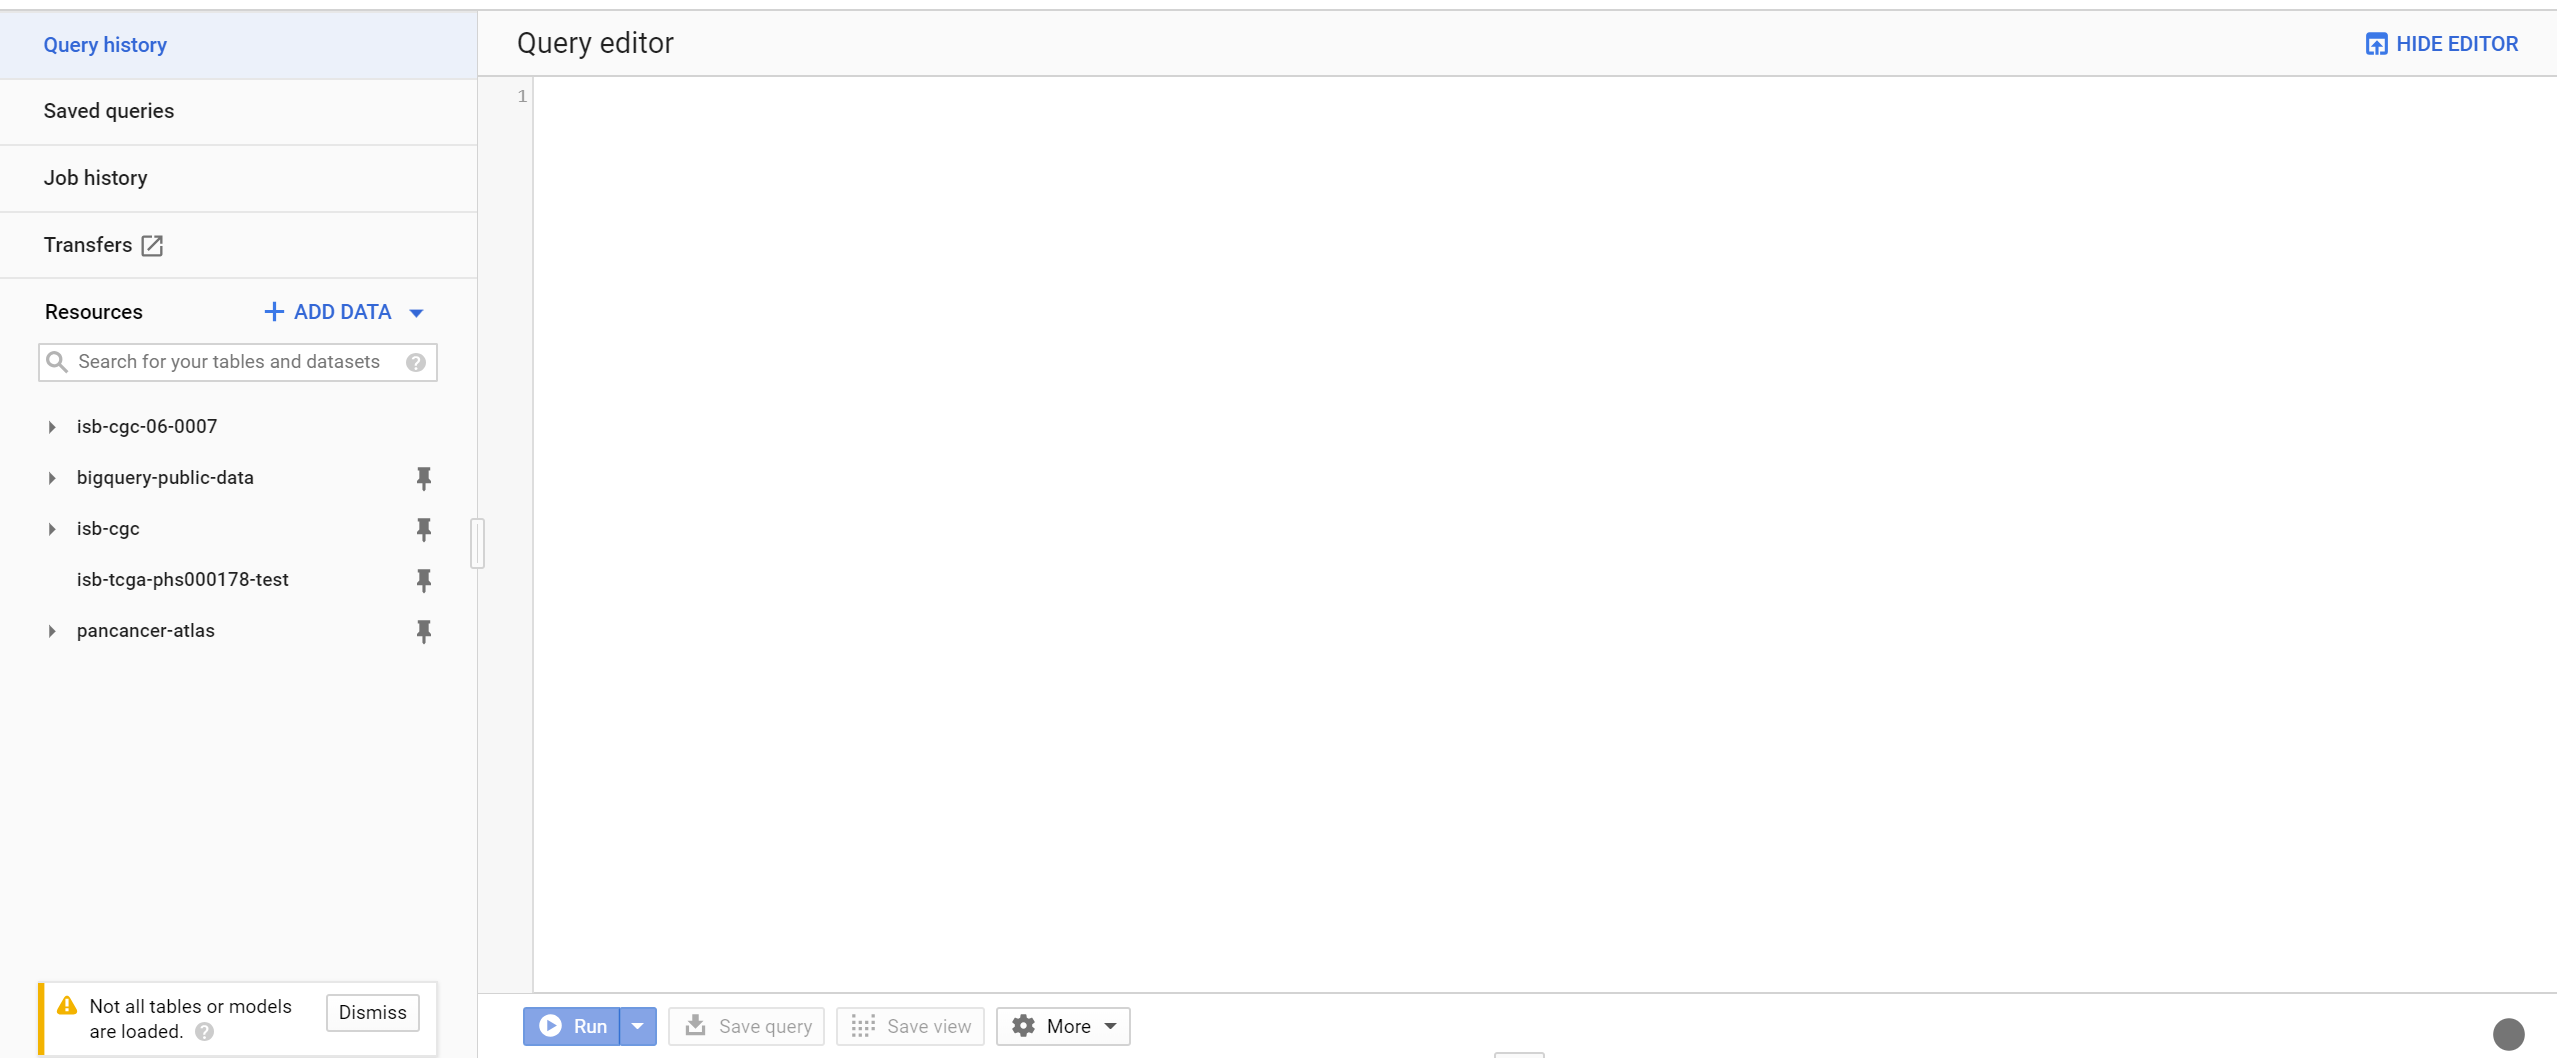 Query history
Saved queries
Job history
Transfers
Resources
ADD DATA
Search for your tables and datasets
?
isb-cgc-06-0007
bigquery-public-data
isb-cgc
isb-tcga-phs000178-test
pancancer-atlas
Not all tables or models
are loaded. ?
Dismiss
Query editor
HIDE EDITOR
1
Run
Save query
Save view
More